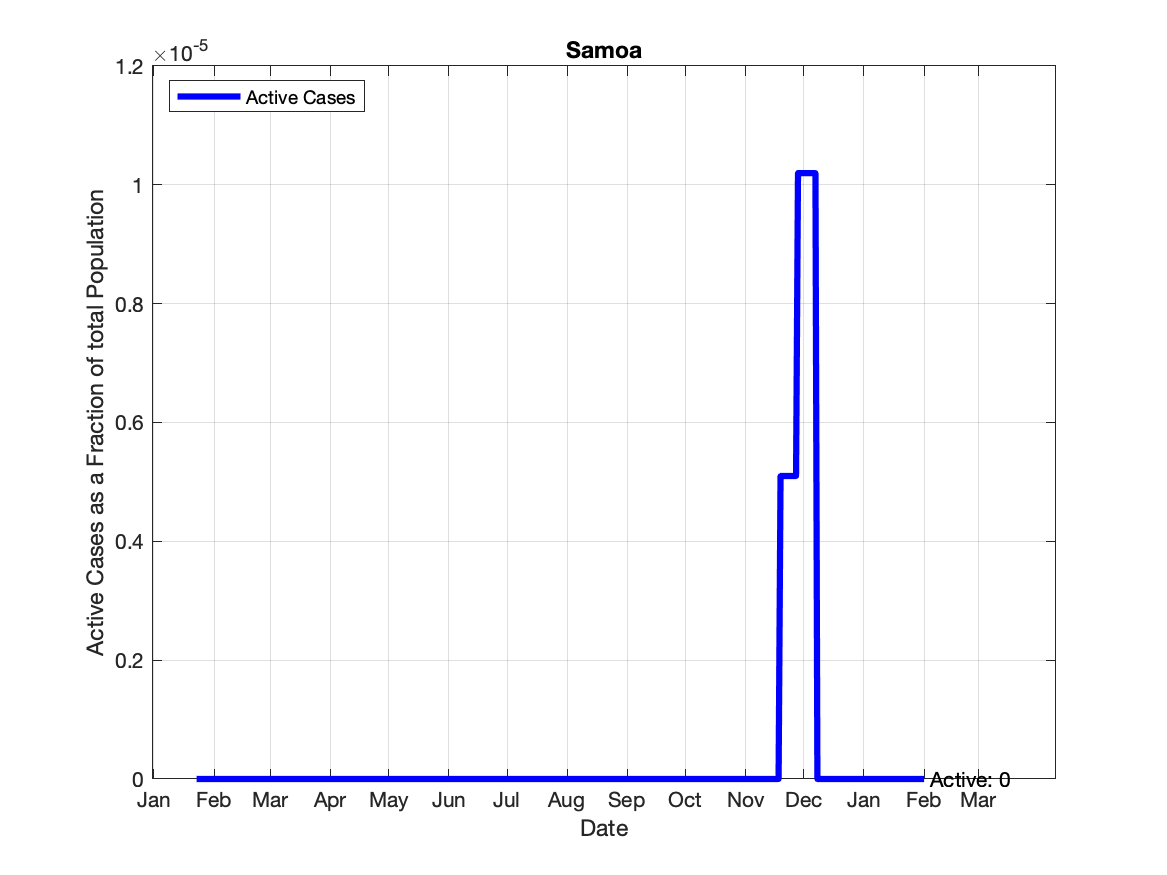 Samoa
×10-5
1.2
1
0.8
0.6
0.4
0.2
0
Active Cases
Active Cases as a Fraction of total Population
Active: 0
Jan Feb Mar Apr May Jun Jul Aug Sep Oct Nov Dec Jan Feb Mar
Date